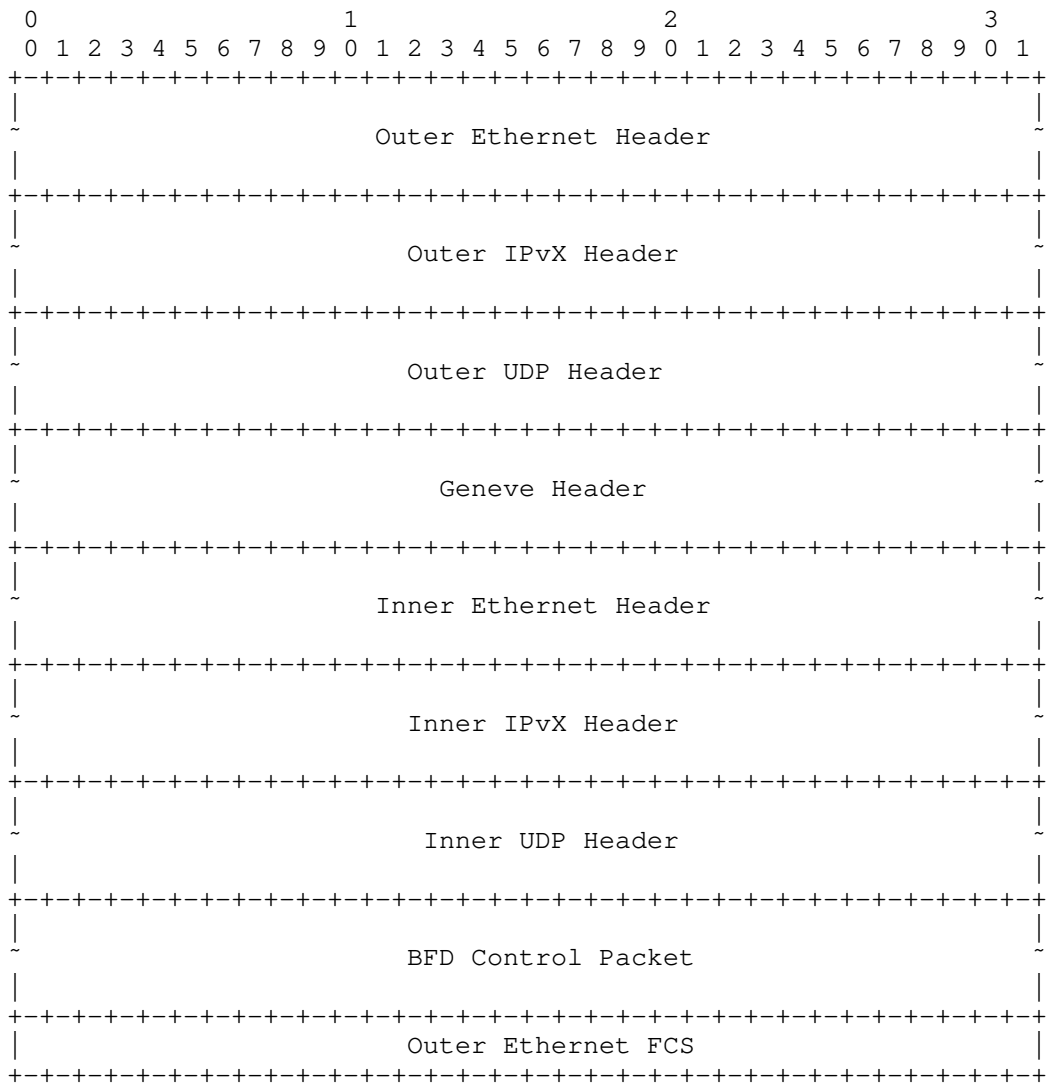 0                   1                   2                   3
 0 1 2 3 4 5 6 7 8 9 0 1 2 3 4 5 6 7 8 9 0 1 2 3 4 5 6 7 8 9 0 1
+-+-+-+-+-+-+-+-+-+-+-+-+-+-+-+-+-+-+-+-+-+-+-+-+-+-+-+-+-+-+-+-+
|                                                               |
~                      Outer Ethernet Header                    ~
|                                                               |
+-+-+-+-+-+-+-+-+-+-+-+-+-+-+-+-+-+-+-+-+-+-+-+-+-+-+-+-+-+-+-+-+
|                                                               |
~                        Outer IPvX Header                      ~
|                                                               |
+-+-+-+-+-+-+-+-+-+-+-+-+-+-+-+-+-+-+-+-+-+-+-+-+-+-+-+-+-+-+-+-+
|                                                               |
~                        Outer UDP Header                       ~
|                                                               |
+-+-+-+-+-+-+-+-+-+-+-+-+-+-+-+-+-+-+-+-+-+-+-+-+-+-+-+-+-+-+-+-+
|                                                               |
~                          Geneve Header                        ~
|                                                               |
+-+-+-+-+-+-+-+-+-+-+-+-+-+-+-+-+-+-+-+-+-+-+-+-+-+-+-+-+-+-+-+-+
|                                                               |
~                      Inner Ethernet Header                    ~
|                                                               |
+-+-+-+-+-+-+-+-+-+-+-+-+-+-+-+-+-+-+-+-+-+-+-+-+-+-+-+-+-+-+-+-+
|                                                               |
~                        Inner IPvX Header                      ~
|                                                               |
+-+-+-+-+-+-+-+-+-+-+-+-+-+-+-+-+-+-+-+-+-+-+-+-+-+-+-+-+-+-+-+-+
|                                                               |
~                         Inner UDP Header                      ~
|                                                               |
+-+-+-+-+-+-+-+-+-+-+-+-+-+-+-+-+-+-+-+-+-+-+-+-+-+-+-+-+-+-+-+-+
|                                                               |
~                        BFD Control Packet                     ~
|                                                               |
+-+-+-+-+-+-+-+-+-+-+-+-+-+-+-+-+-+-+-+-+-+-+-+-+-+-+-+-+-+-+-+-+
|                        Outer Ethernet FCS                     |
+-+-+-+-+-+-+-+-+-+-+-+-+-+-+-+-+-+-+-+-+-+-+-+-+-+-+-+-+-+-+-+-+